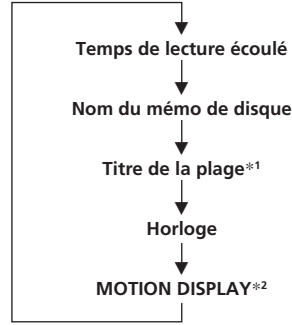 Temps de lecture écoulé
Nom du mémo de disque
Titre de la plage*1
Horloge
MOTION DISPLAY*2